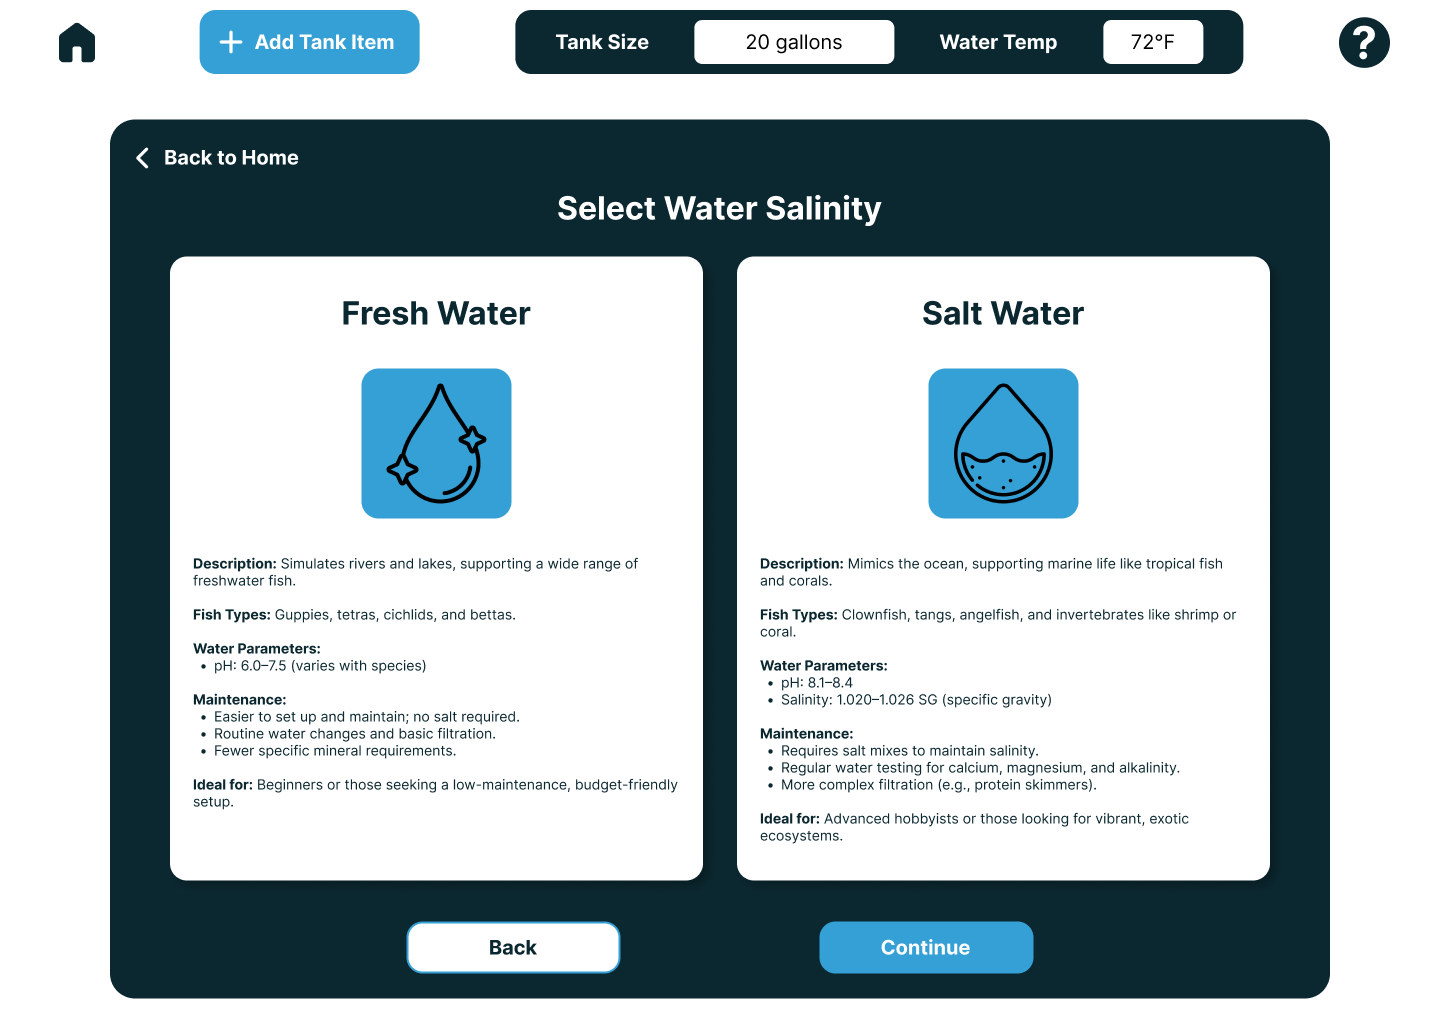 Add Tank Item
Tank Size
20 gallons
Water Temp
72°F
?
Back to Home
Select Water Salinity
Fresh Water
Description: Simulates rivers and lakes, supporting a wide range of
freshwater fish.
Fish Types: Guppies, tetras, cichlids, and bettas.
Water Parameters:
• pH: 6.0–7.5 (varies with species)
Maintenance:
• Easier to set up and maintain; no salt required.
• Routine water changes and basic filtration.
• Fewer specific mineral requirements.
Ideal for: Beginners or those seeking a low-maintenance, budget-friendly
setup.
Salt Water
Description: Mimics the ocean, supporting marine life like tropical fish
and corals.
Fish Types: Clownfish, tangs, angelfish, and invertebrates like shrimp or
coral.
Water Parameters:
• pH: 8.1–8.4
• Salinity: 1.020–1.026 SG (specific gravity)
Maintenance:
• Requires salt mixes to maintain salinity.
• Regular water testing for calcium, magnesium, and alkalinity.
• More complex filtration (e.g., protein skimmers).
Ideal for: Advanced hobbyists or those looking for vibrant, exotic
ecosystems.
Back
Continue